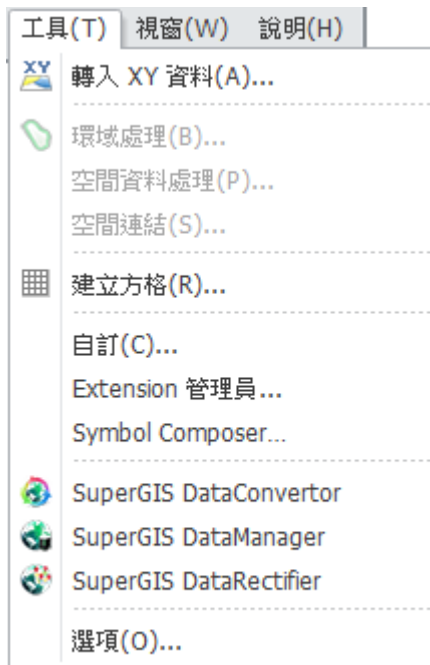 工具(T) 視窗(W) 說明(H)
XY 轉入 XY 資料(A)...
環域處理(B)...
空間資料處理(P)...
空間連結(S)...
建立方格(R)...
自訂(C)...
Extension 管理員...
Symbol Composer...
SuperGIS DataConvertor
SuperGIS DataManager
SuperGIS DataRectifier
選項(O)...